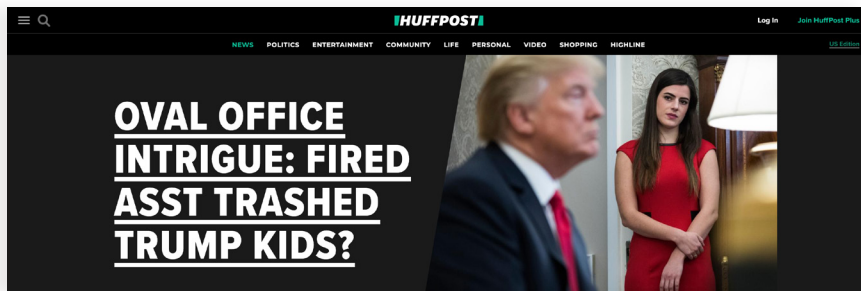 HUFFPOST
Log In
Join HuffPost Plus
NEWS POLITICS ENTERTAINMENT COMMUNITY LIFE PERSONAL VIDEO SHOPPING HIGHLINE
US Edition
OVAL OFFICE
INTRIGUE: FIRED
ASST TRASHED
TRUMP KIDS?